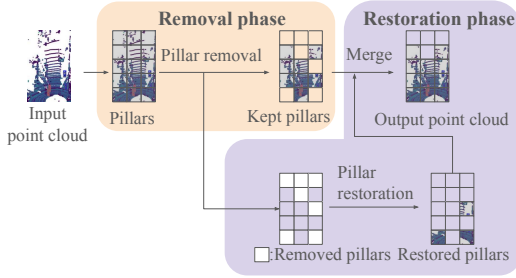 Removal phase
Restoration phase
Pillar removal
Merge
Input
point cloud
Pillars
Kept pillars
Output point cloud
Pillar
restoration
:Removed pillars
Restored pillars